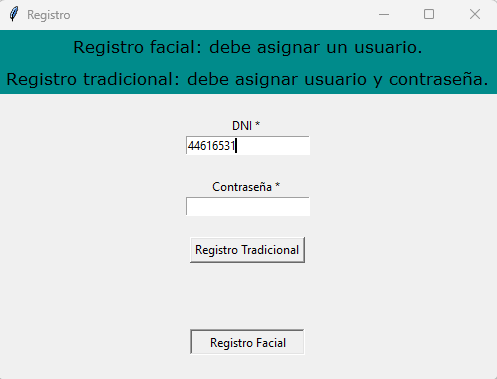 Registro
Registro facial: debe asignar un usuario.
Registro tradicional: debe asignar usuario y contraseña.
DNI *
44616531
Contraseña *
Registro Tradicional
Registro Facial